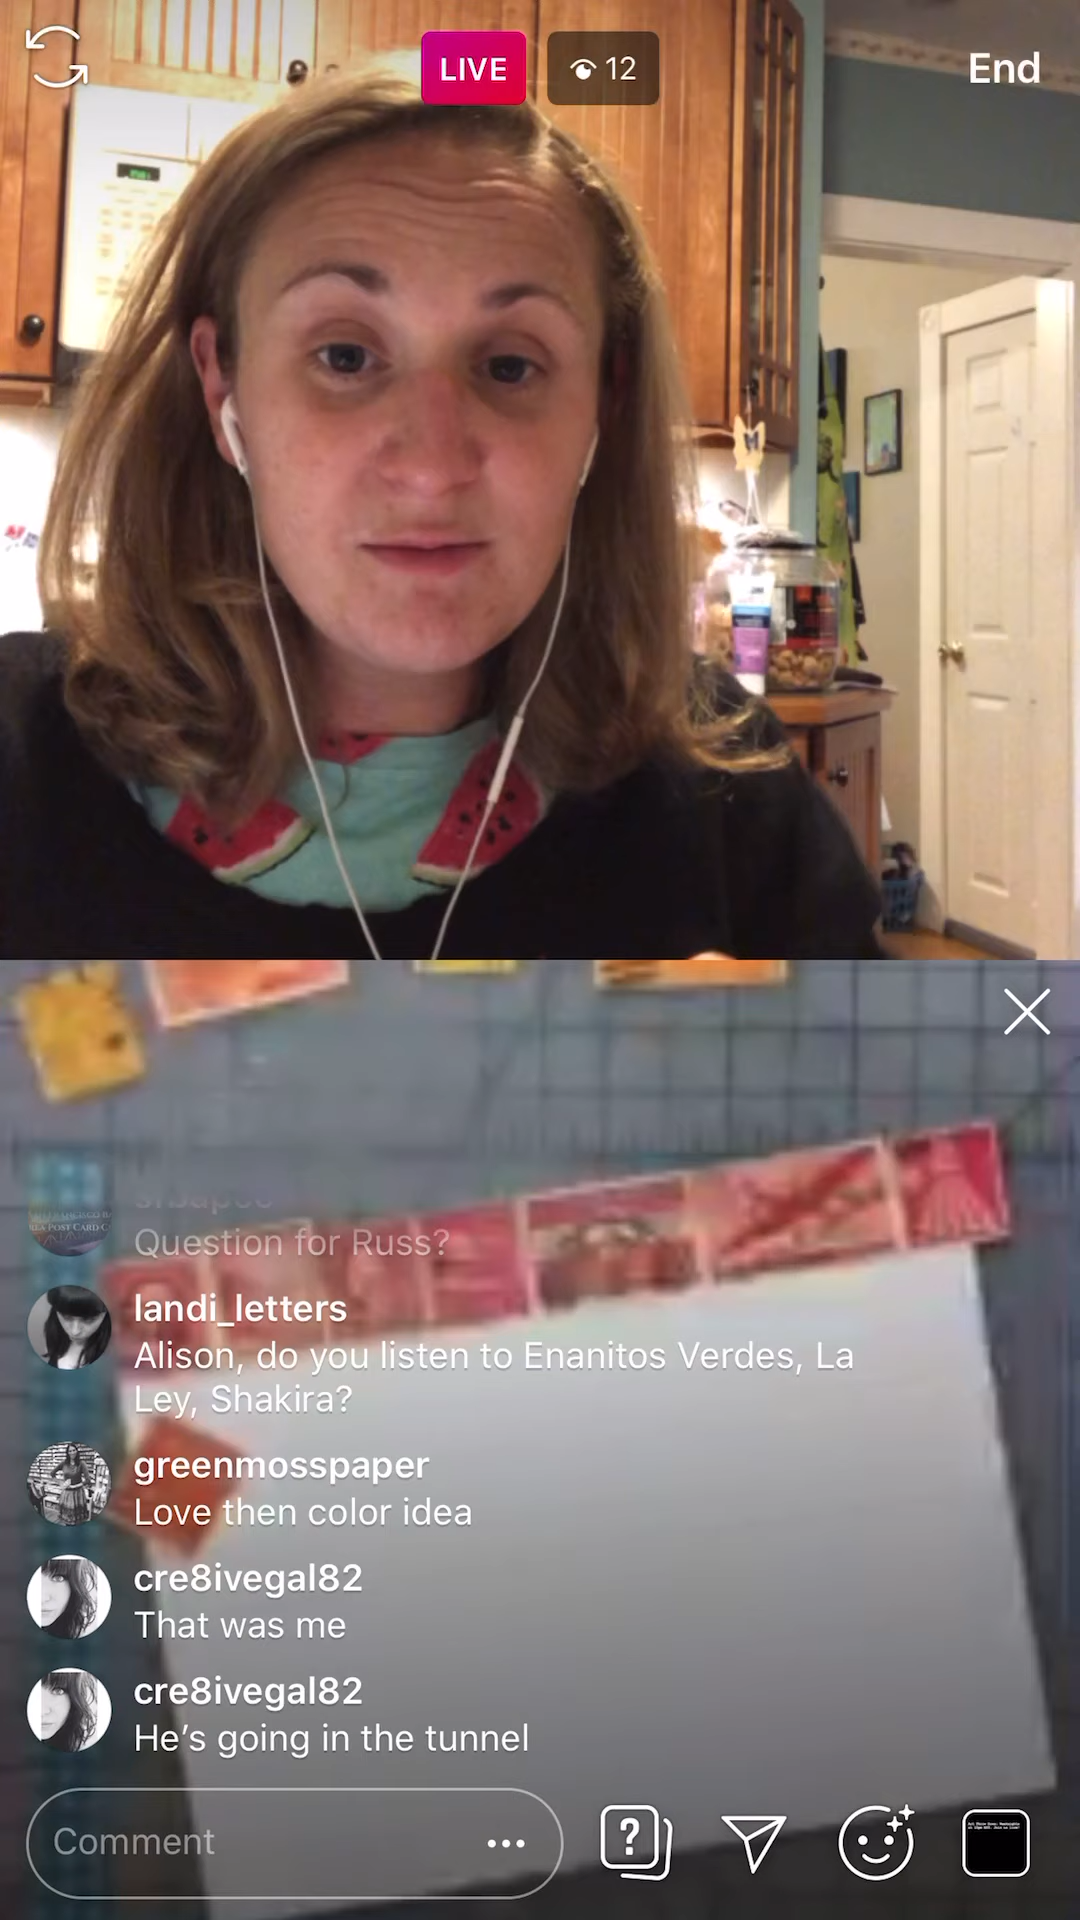 LIVE
12
End
Question for Russ?
landi_letters
Alison, do you listen to Enanitos Verdes, La
Ley, Shakira?
greenmosspaper
Love then color idea
cre8ivegal82
That was me
cre8ivegal82
He’s going in the tunnel
Comment